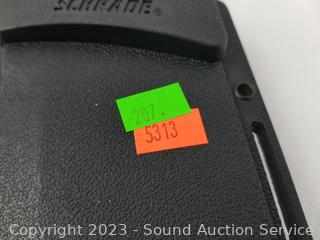 SCHRADE®
207.
5313
Copyright © 2023 - Sound Auction Service